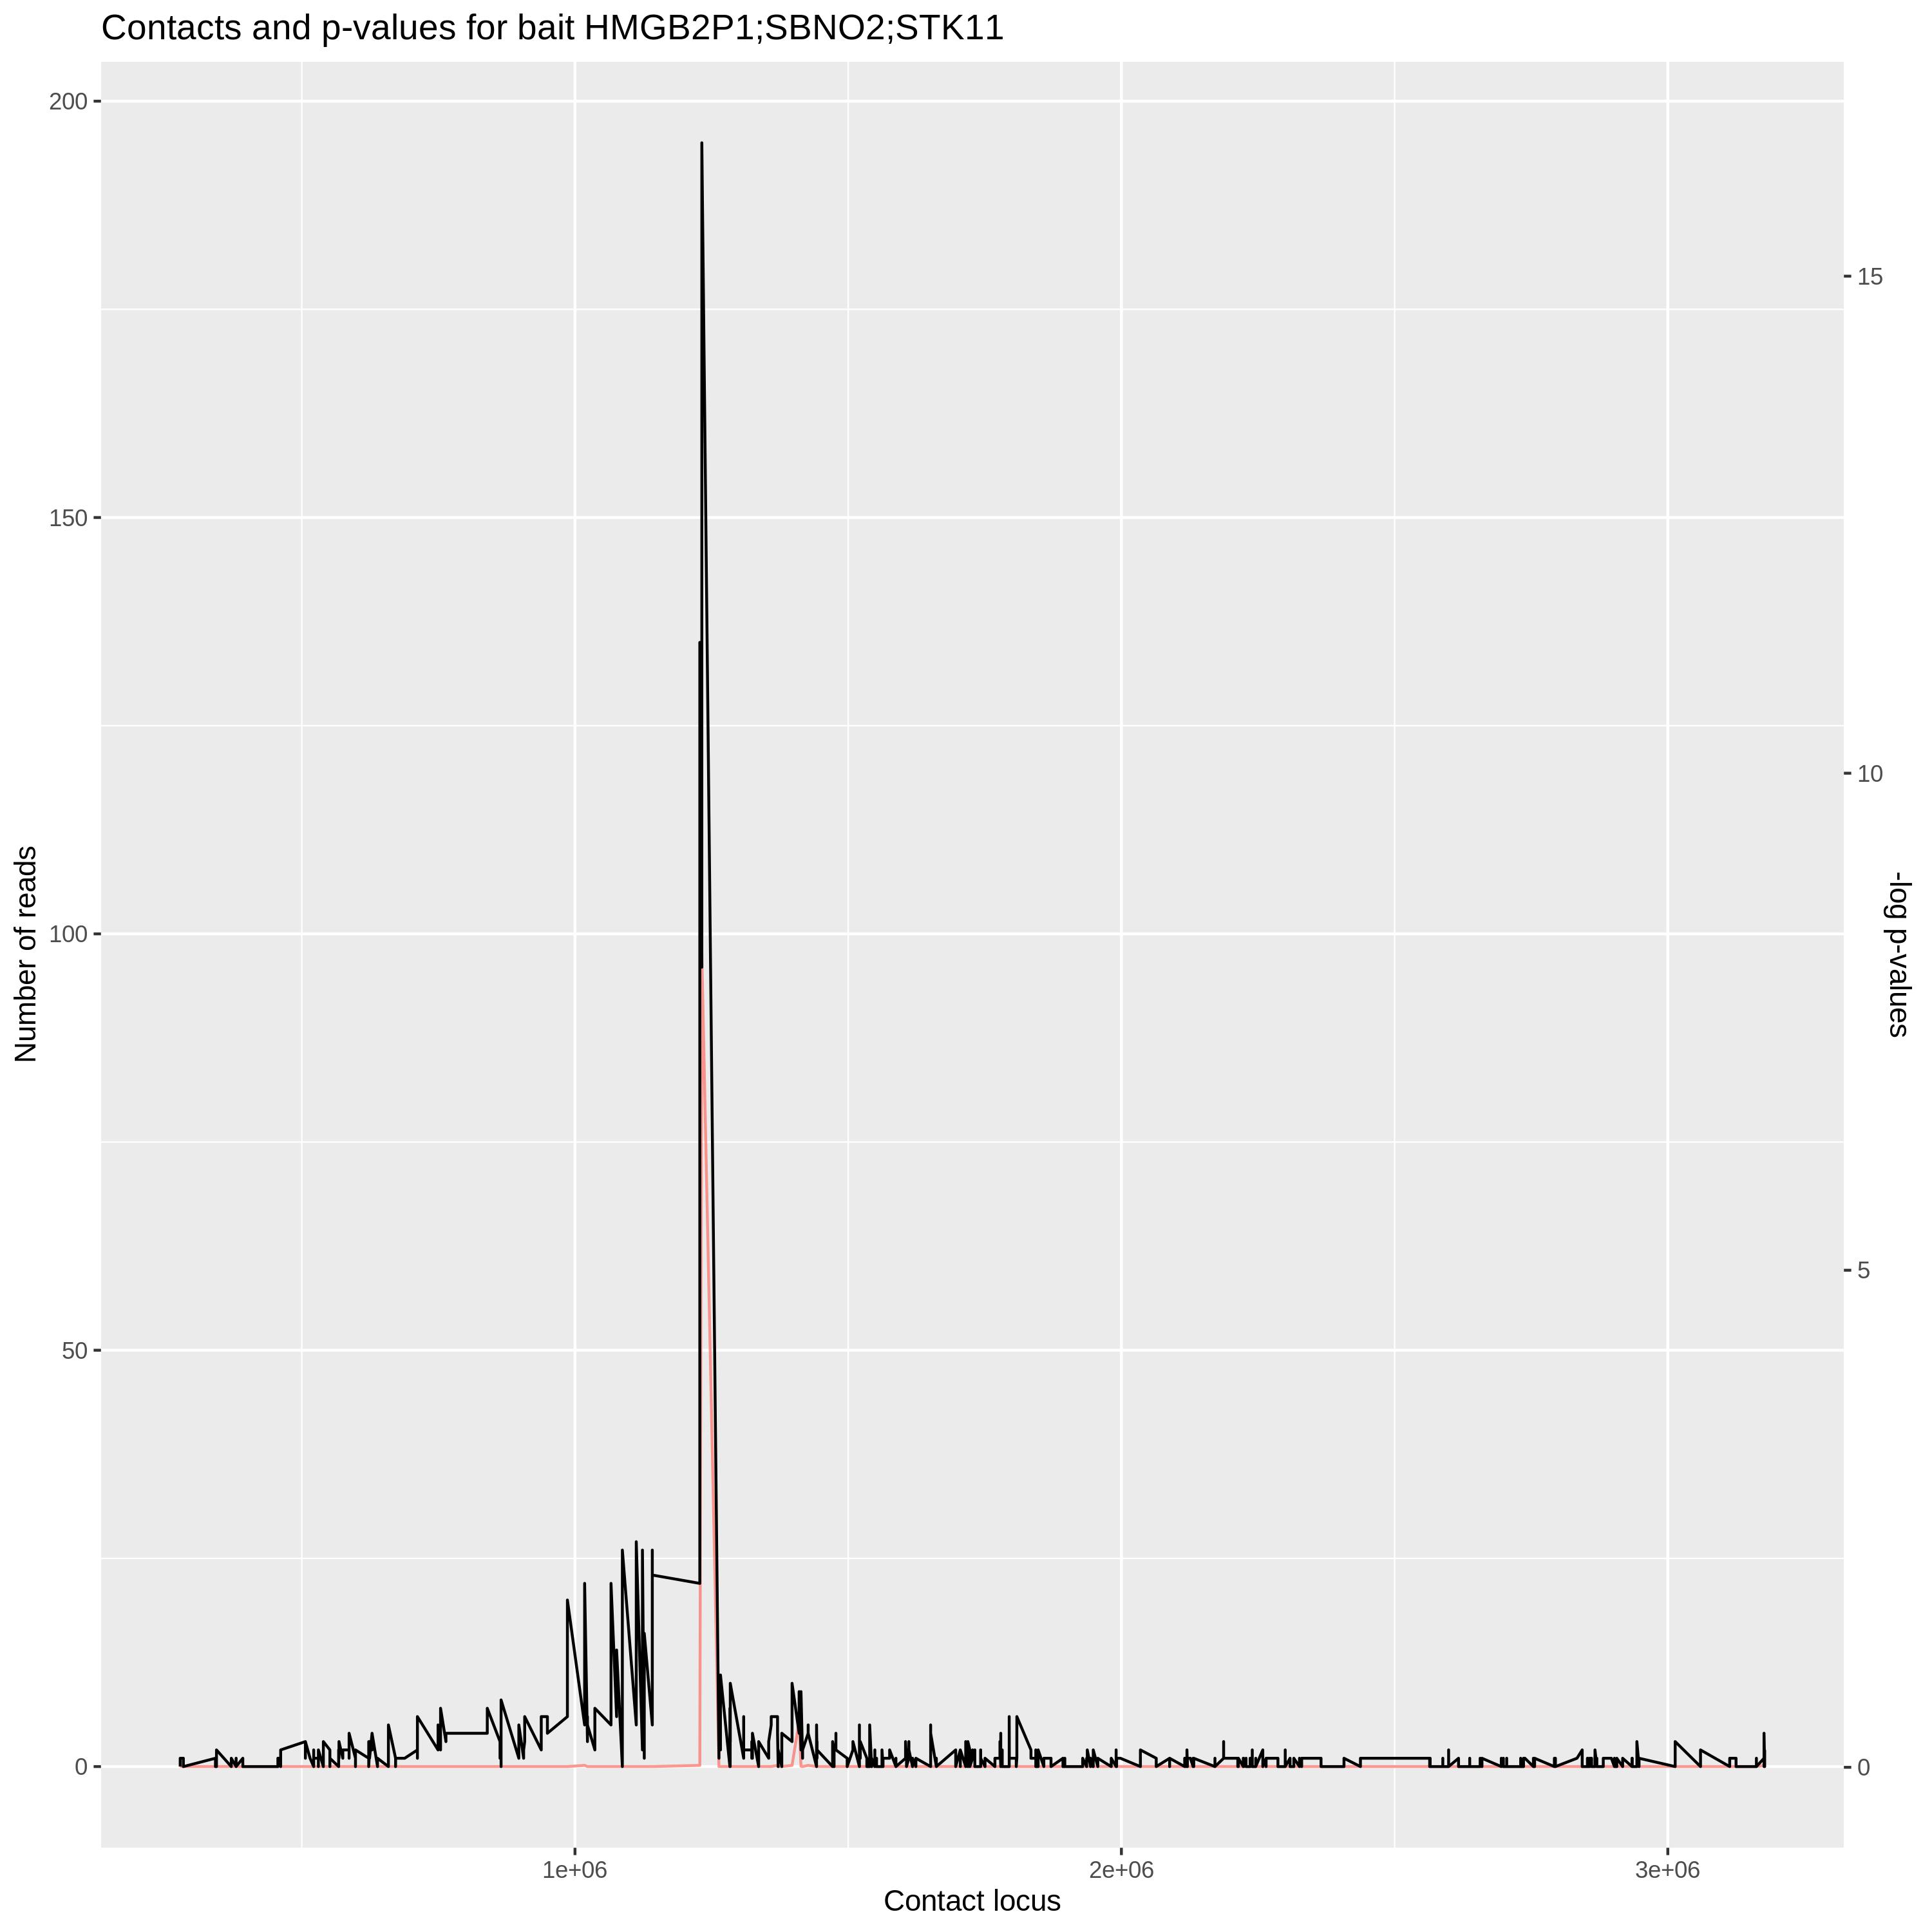 Contacts and p-values for bait HMGB2P1;SBNO2;STK11
200
150
100
50
0
Number of reads
15
10
5
0
-log p-values
1e+06
2e+06
3e+06
Contact locus